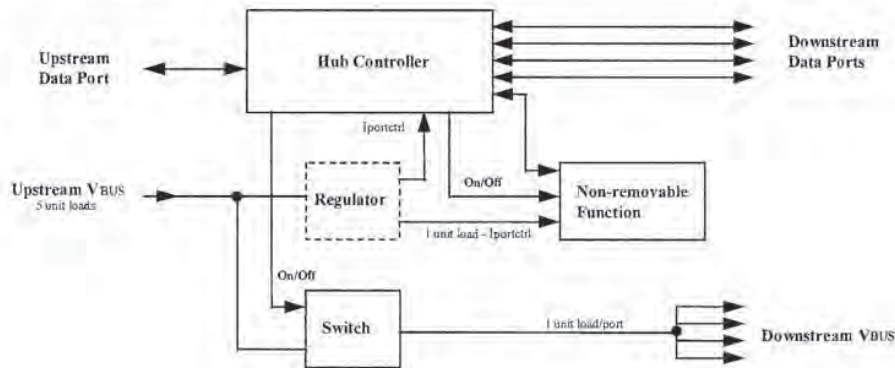 Hub Controller
Upstream
Data Port
Downstream
Data Ports
Iportctrl
On/Off
Upstream VBUS
5 unit loads
Regulator
Non-removable
Function
1 unit load - Iportctrl
On/Off
Switch
1 unit load/port
Downstream VBUS